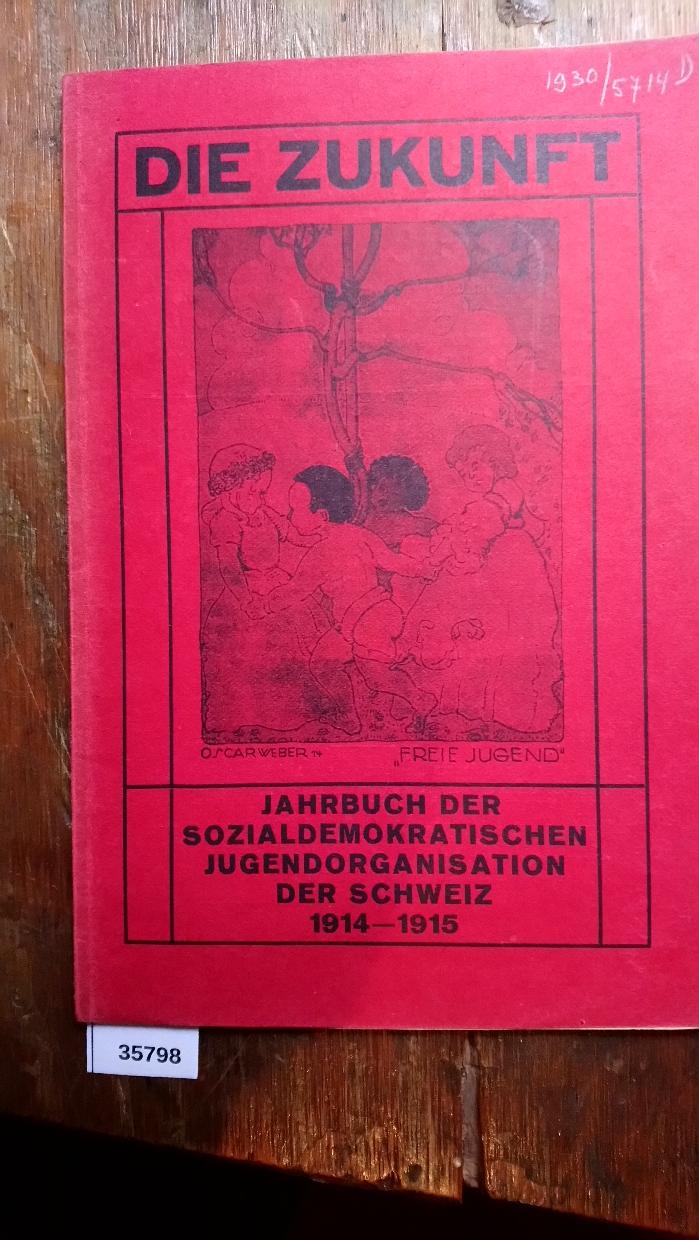 1930/5714 D
DIE ZUKUNFT
OSCAR WEBER 14 „FREIE JUGEND"
JAHRBUCH DER
SOZIALDEMOKRATISCHEN
JUGENDORGANISATION
DER SCHWEIZ
1914—1915
35798